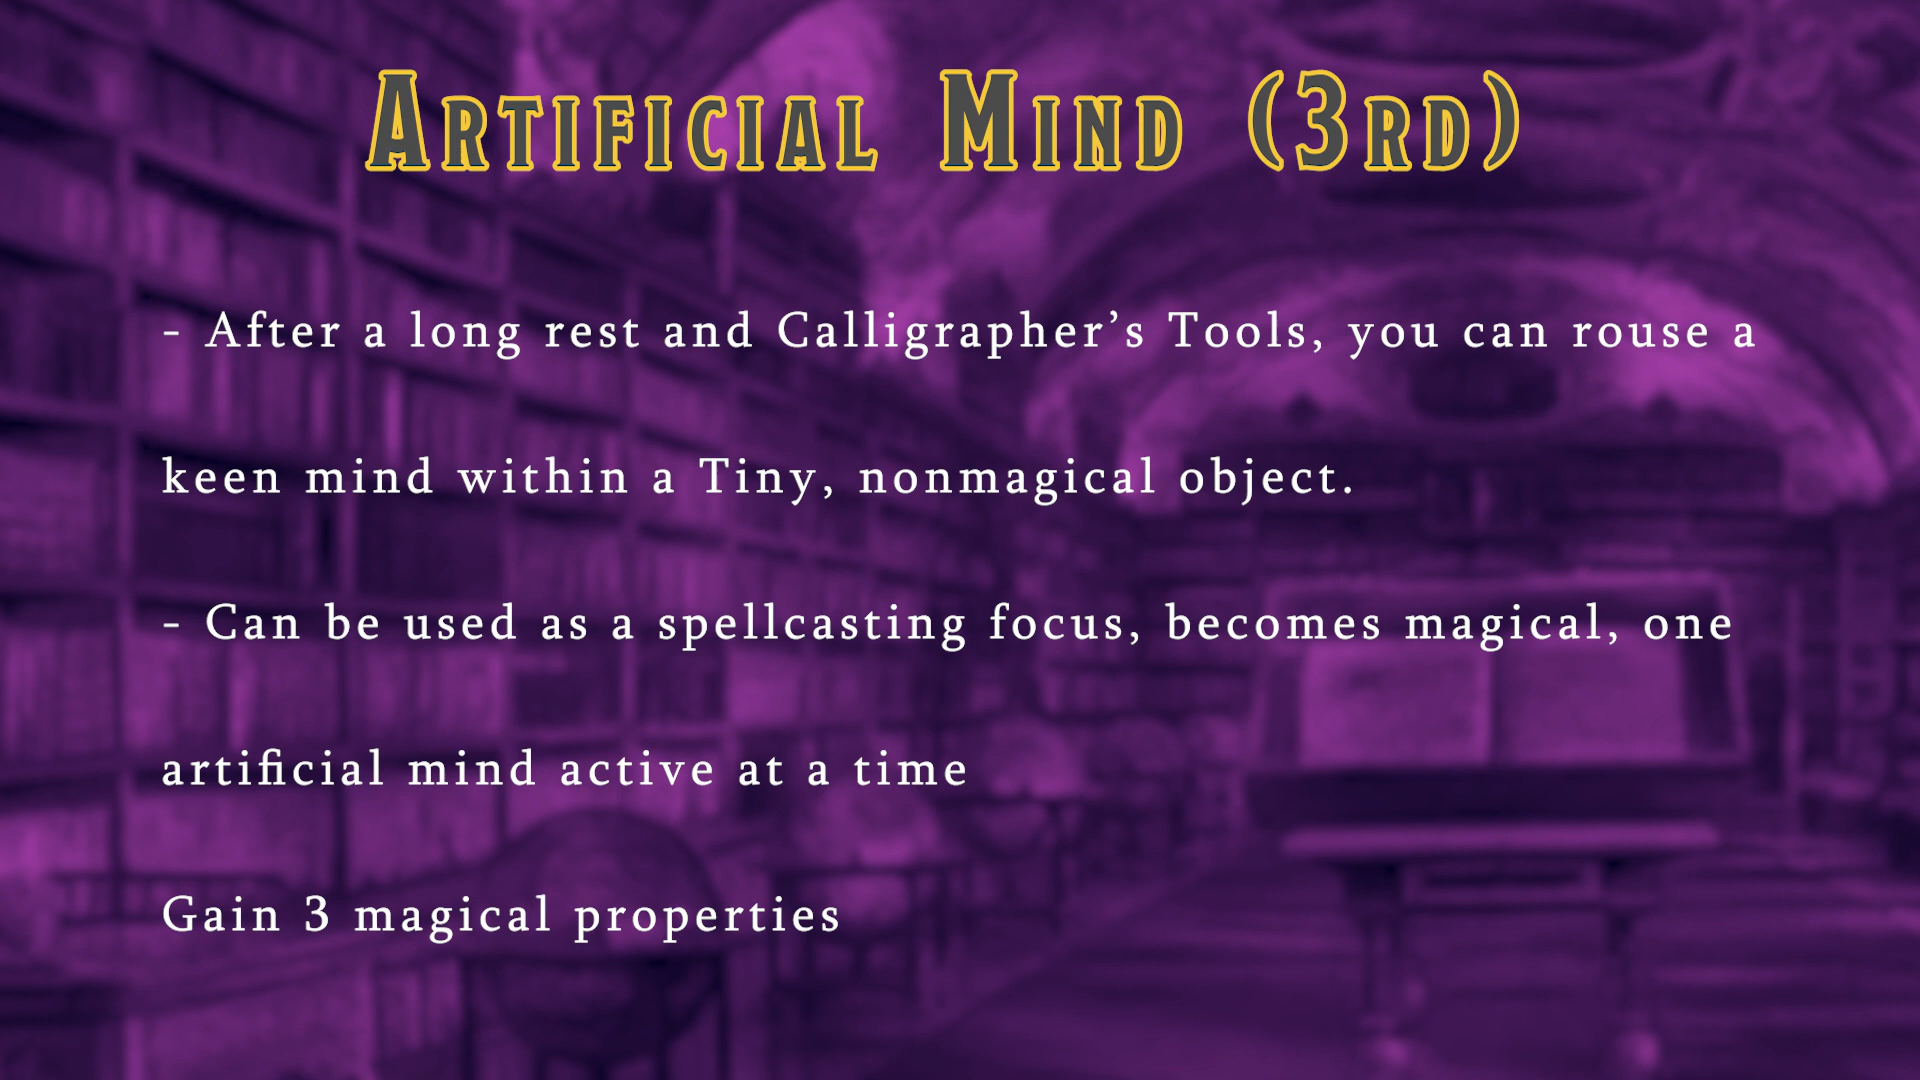 Artificial Mind (3rd)
- After a long rest and Calligrapher’s Tools, you can rouse a
keen mind within a Tiny, nonmagical object.
- Can be used as a spellcasting focus, becomes magical, one
artificial mind active at a time
Gain 3 magical properties